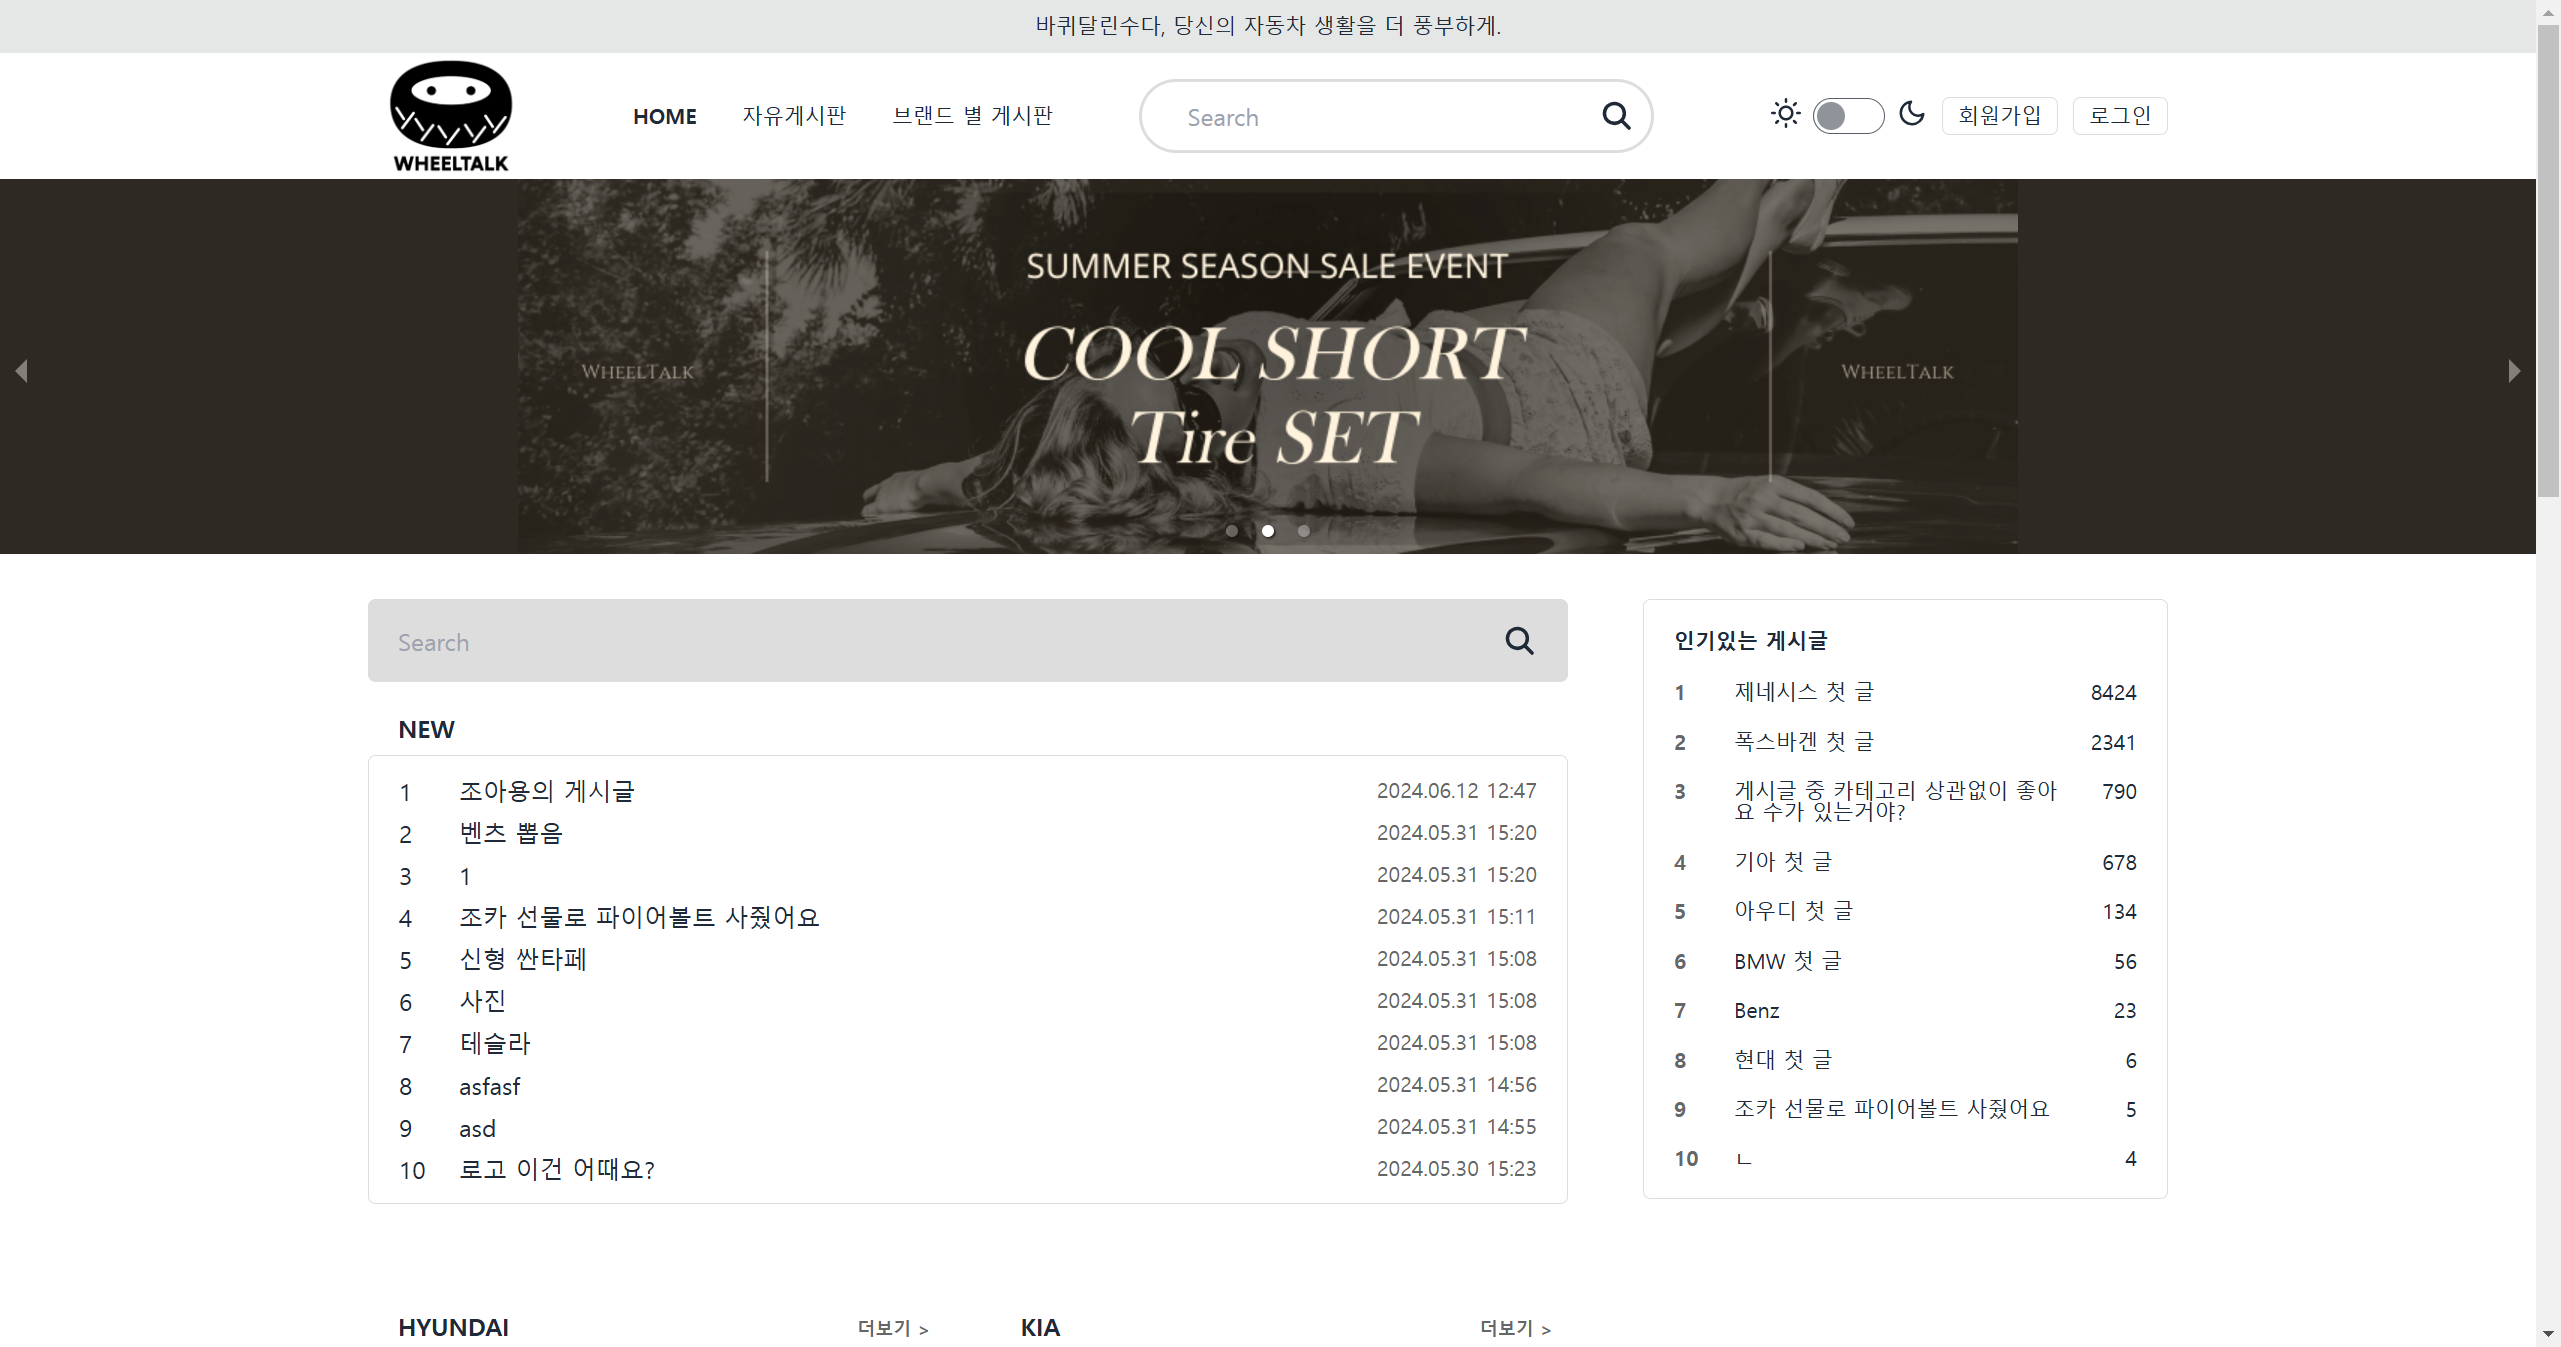 바퀴달린수다, 당신의 자동차 생활을 더 풍부하게.
WHEELTALK
HOME
자유게시판
브랜드 별 게시판
Search
회원가입
로그인
SUMMER SEASON SALE EVENT
COOL SHORT
Tire SET
WHEELTALK
WHEELTALK
Search
NEW
1 조아용의 게시글 2024.06.12 12:47
2 벤츠 뽑음 2024.05.31 15:20
3 1 2024.05.31 15:20
4 조카 선물로 파이어볼트 사줬어요 2024.05.31 15:11
5 신형 싼타페 2024.05.31 15:08
6 사진 2024.05.31 15:08
7 테슬라 2024.05.31 15:08
8 asfasf 2024.05.31 14:56
9 asd 2024.05.31 14:55
10 로고 이건 어때요? 2024.05.30 15:23
인기있는 게시글
1 제네시스 첫 글 8424
2 폭스바겐 첫 글 2341
3 게시글 중 카테고리 상관없이 좋아 790
요 수가 있는거야?
4 기아 첫 글 678
5 아우디 첫 글 134
6 BMW 첫 글 56
7 Benz 23
8 현대 첫 글 6
9 조카 선물로 파이어볼트 사줬어요 5
10 ㄴ 4
HYUNDAI 더보기 >
KIA 더보기 >